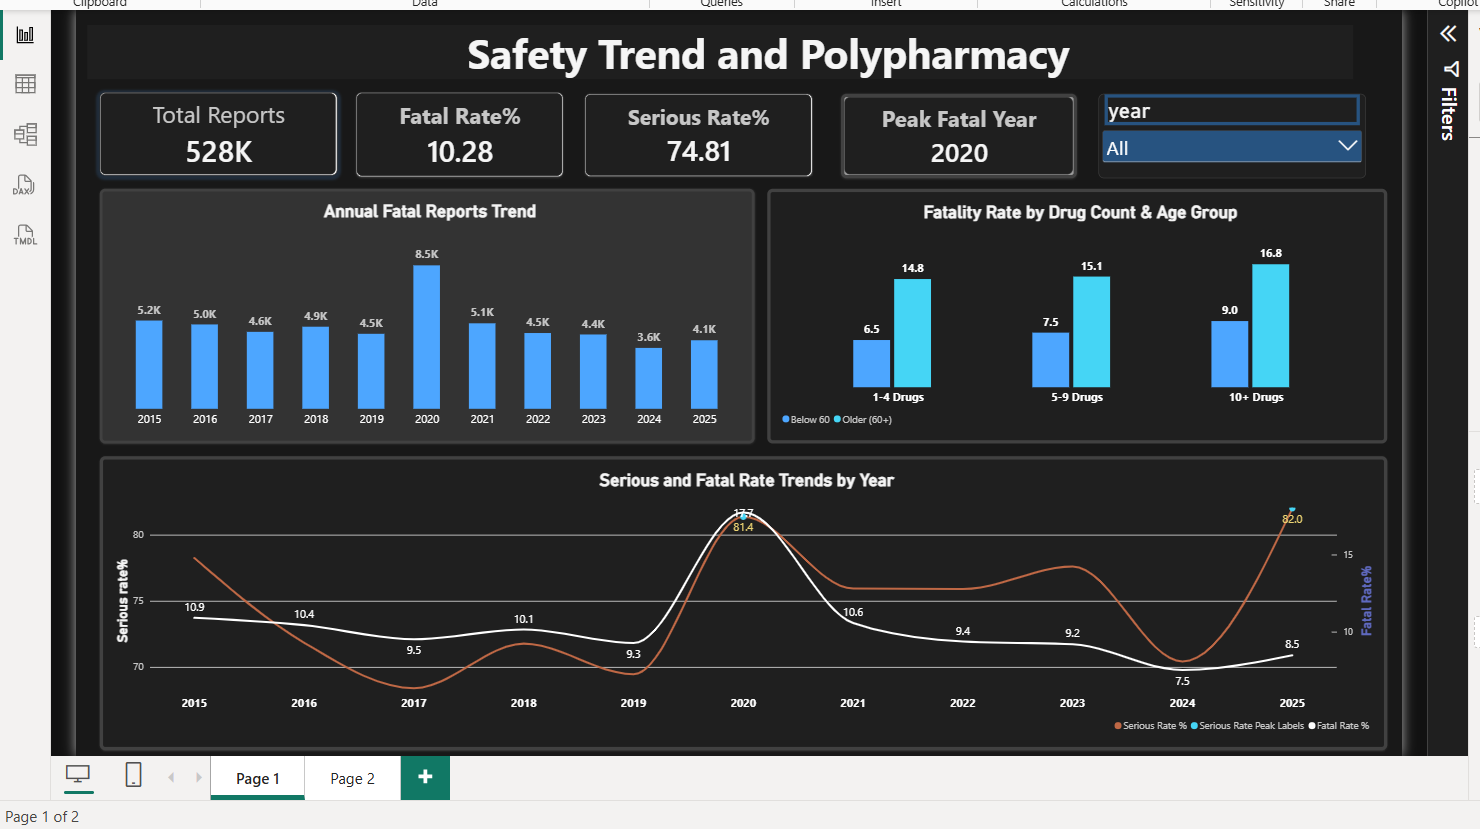 Clipboard Data Queries Insert Calculations Sensitivity Share Copilot
Safety Trend and Polypharmacy
Total Reports
528K
Fatal Rate%
10.28
Serious Rate%
74.81
Peak Fatal Year
2020
year
All
Filters
DAX
TMDL
Annual Fatal Reports Trend
5.2K 5.0K 4.6K 4.9K 4.5K 8.5K 5.1K 4.5K 4.4K 3.6K 4.1K
2015 2016 2017 2018 2019 2020 2021 2022 2023 2024 2025
Fatality Rate by Drug Count & Age Group
6.5 14.8 7.5 15.1 9.0 16.8
1-4 Drugs 5-9 Drugs 10+ Drugs
Below 60 Older (60+)
Serious and Fatal Rate Trends by Year
Serious rate%
80
75
70
10.9 10.4 9.5 10.1 9.3 17.7 10.6 9.4 9.2 7.5 8.5
81.4 82.0
15
10
Fatal Rate%
2015 2016 2017 2018 2019 2020 2021 2022 2023 2024 2025
Serious Rate % Serious Rate Peak Labels Fatal Rate %
Page 1 Page 2 +
Page 1 of 2